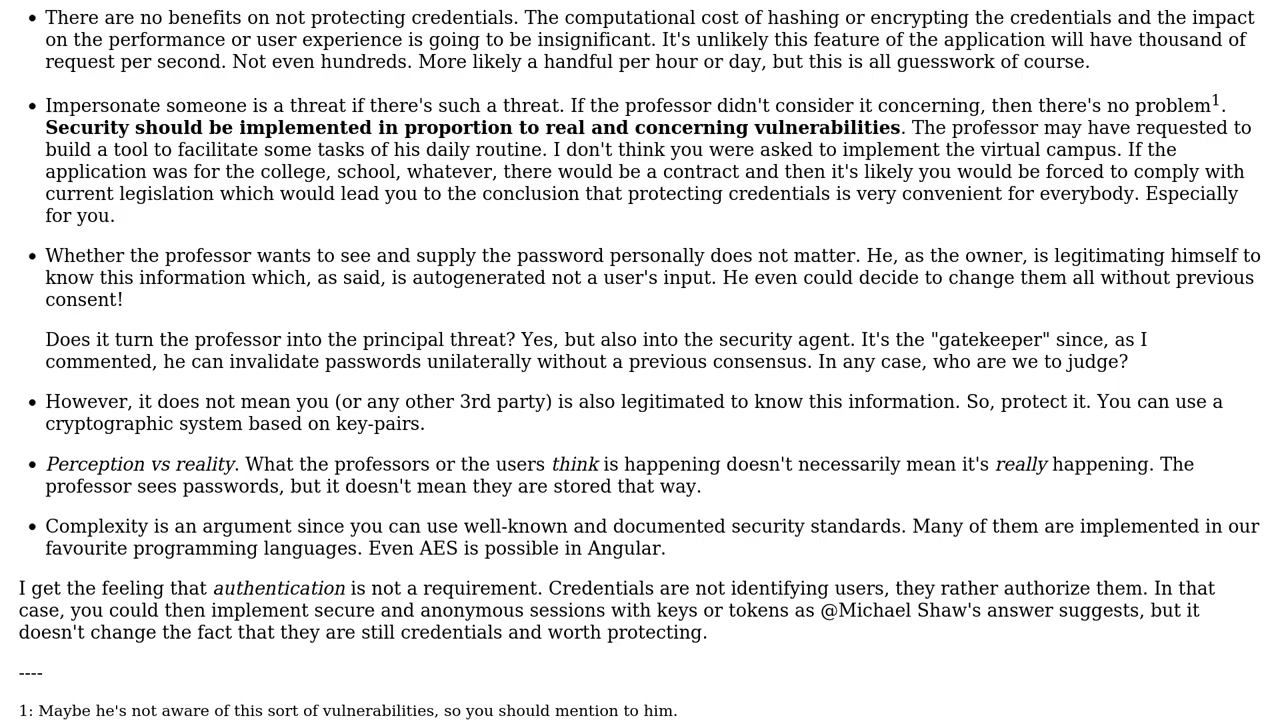 • There are no benefits on not protecting credentials. The computational cost of hashing or encrypting the credentials and the impact
on the performance or user experience is going to be insignificant. It's unlikely this feature of the application will have thousand of
request per second. Not even hundreds. More likely a handful per hour or day, but this is all guesswork of course.
• Impersonate someone is a threat if there's such a threat. If the professor didn't consider it concerning, then there's no problem1.
Security should be implemented in proportion to real and concerning vulnerabilities. The professor may have requested to
build a tool to facilitate some tasks of his daily routine. I don't think you were asked to implement the virtual campus. If the
application was for the college, school, whatever, there would be a contract and then it's likely you would be forced to comply with
current legislation which would lead you to the conclusion that protecting credentials is very convenient for everybody. Especially
for you.
• Whether the professor wants to see and supply the password personally does not matter. He, as the owner, is legitimating himself to
know this information which, as said, is autogenerated not a user's input. He even could decide to change them all without previous
consent!
Does it turn the professor into the principal threat? Yes, but also into the security agent. It's the "gatekeeper" since, as I
commented, he can invalidate passwords unilaterally without a previous consensus. In any case, who are we to judge?
• However, it does not mean you (or any other 3rd party) is also legitimated to know this information. So, protect it. You can use a
cryptographic system based on key-pairs.
• Perception vs reality. What the professors or the users think is happening doesn't necessarily mean it's really happening. The
professor sees passwords, but it doesn't mean they are stored that way.
• Complexity is an argument since you can use well-known and documented security standards. Many of them are implemented in our
favourite programming languages. Even AES is possible in Angular.
I get the feeling that authentication is not a requirement. Credentials are not identifying users, they rather authorize them. In that
case, you could then implement secure and anonymous sessions with keys or tokens as @Michael Shaw's answer suggests, but it
doesn't change the fact that they are still credentials and worth protecting.
----
1: Maybe he's not aware of this sort of vulnerabilities, so you should mention to him.